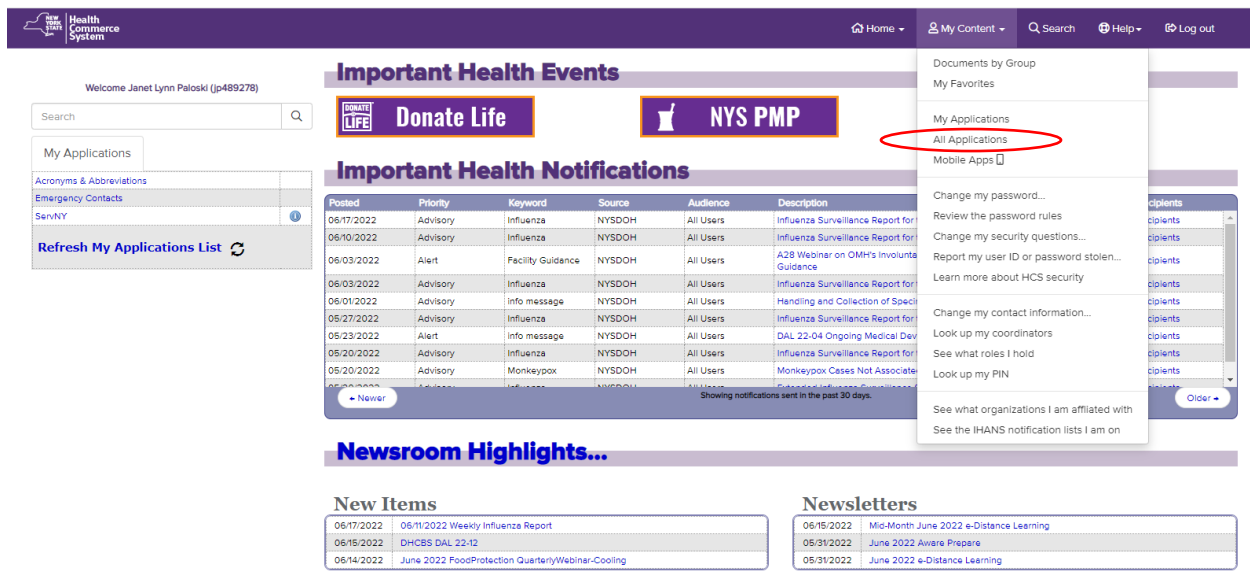 NEW YORK STATE
Health Commerce System
Home
My Content
Search
Help
Log out
Documents by Group
My Favorites
My Applications
All Applications
Mobile Apps
Change my password...
Review the password rules
Change my security questions...
Report my user ID or password stolen...
Learn more about HCS security
Change my contact information...
Look up my coordinators
See what roles I hold
Look up my PIN
See what organizations I am affliated with
See the IHANS notification lists I am on
Welcome Janet Lynn Paloski (jp489278)
Search
My Applications
Acronyms & Abbreviations
Emergency Contacts
ServNY
Refresh My Applications List
Important Health Events
DONATE LIFE
Donate Life
NYS PMP
Important Health Notifications
Posted Priority Keyword Source Audience Description
06/17/2022 Advisory Influenza NYSDOH All Users Influenza Surveillance Report for
06/10/2022 Advisory Influenza NYSDOH All Users Influenza Surveillance Report for
06/03/2022 Alert Facility Guidance NYSDOH All Users A28 Webinar on OMH's
Guidance
06/03/2022 Advisory Influenza NYSDOH All Users Influenza Surveillance Report for
06/01/2022 Advisory info message NYSDOH All Users Handling and Collection of
05/27/2022 Advisory Influenza NYSDOH All Users Influenza Surveillance Report for
05/23/2022 Alert info message NYSDOH All Users DAL 22-04 Ongoing Medical
05/20/2022 Advisory Influenza NYSDOH All Users Influenza Surveillance Report for
05/20/2022 Advisory Monkeypox NYSDOH All Users Monkeypox Cases Not
Newer
Showing notifications sent in the past 30 days.
Older
Newsroom Highlights...
New Items
06/17/2022 06/11/2022 Weekly Influenza Report
06/15/2022 DHCBS DAL 22-12
06/14/2022 June 2022 FoodProtection QuarterlyWebinar-Cooling
Newsletters
06/15/2022 Mid-Month June 2022 e-Distance Learning
05/31/2022 June 2022 Aware Prepare
05/31/2022 June 2022 e-Distance Learning